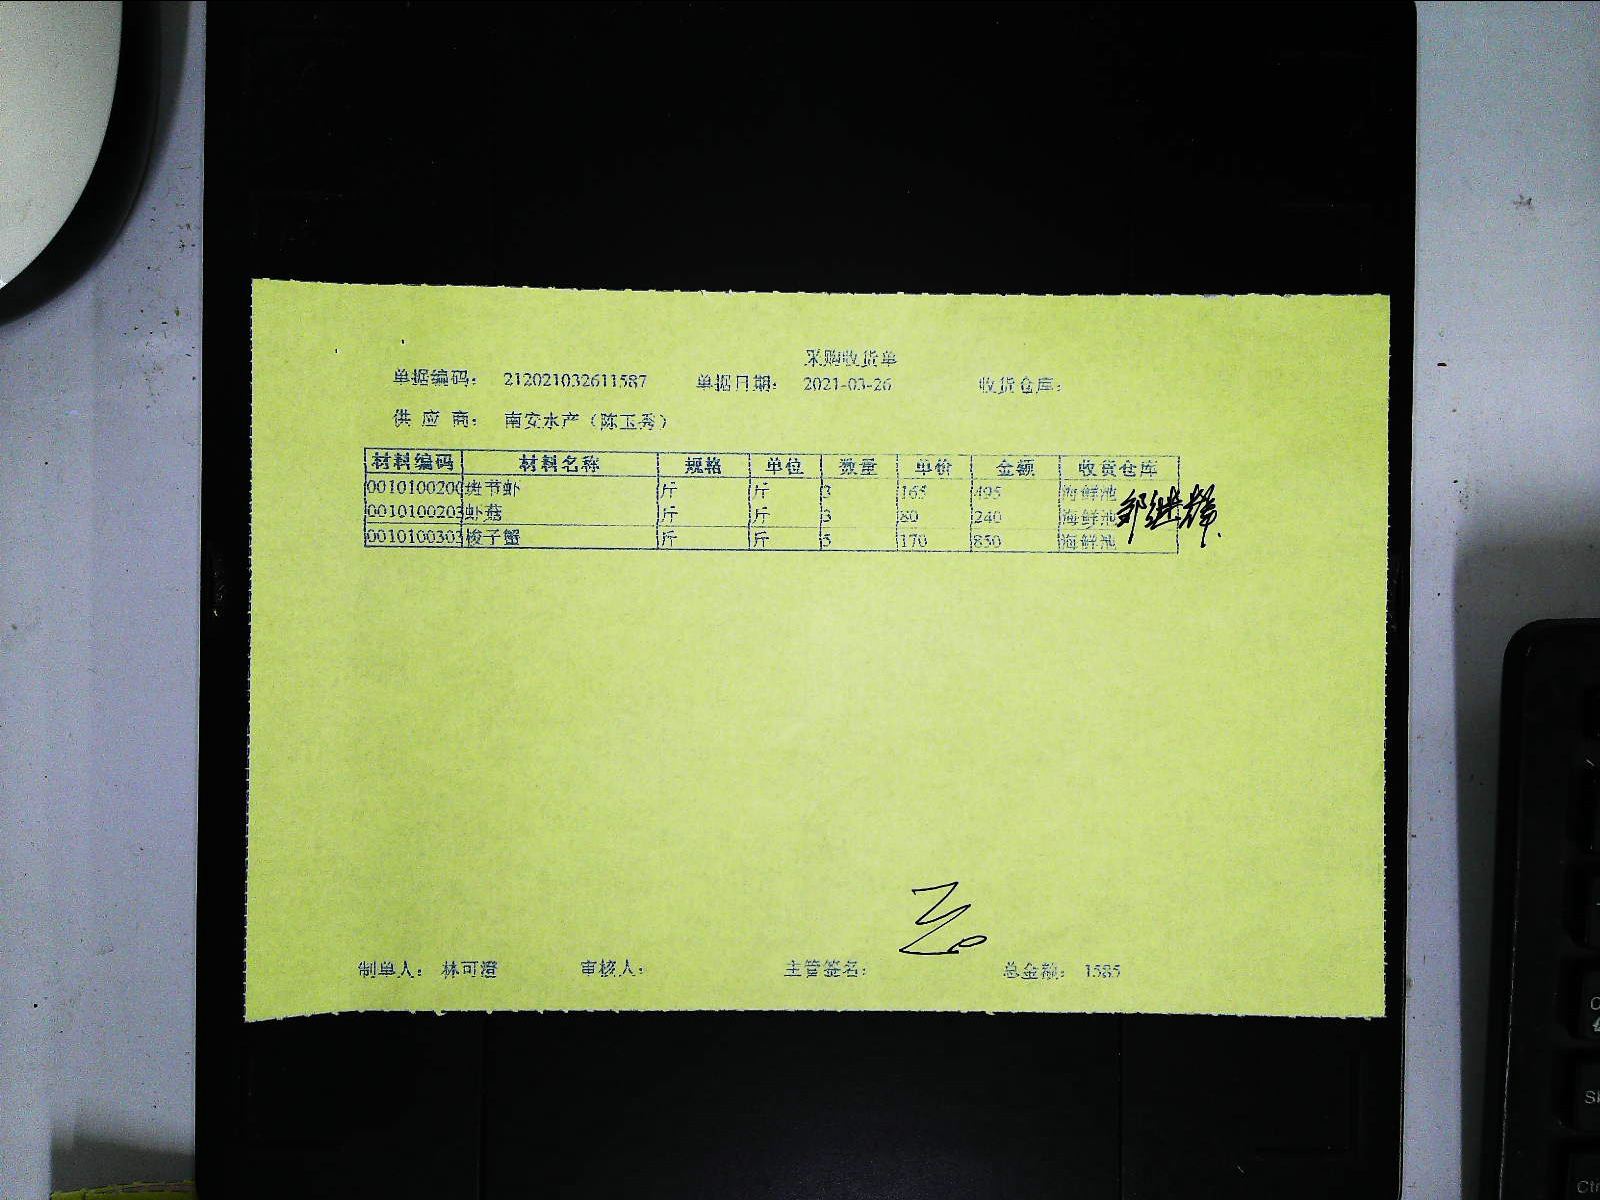 采购收货单
单据编码： 212021032611587 单据日期： 2021-03-26 收货仓库：
供 应 商： 南安水产（陈玉秀）
材料编码 材料名称 规格 单位 数量 单价 金额 收货仓库
0010100200 斑节虾 斤 斤 3 165 495 海鲜池
0010100203 虾菇 斤 斤 3 80 240 海鲜池
0010100303 梭子蟹 斤 斤 5 170 850 海鲜池
邹继辉
制单人： 林可澄 审核人： 主管签名： 总金额： 1585